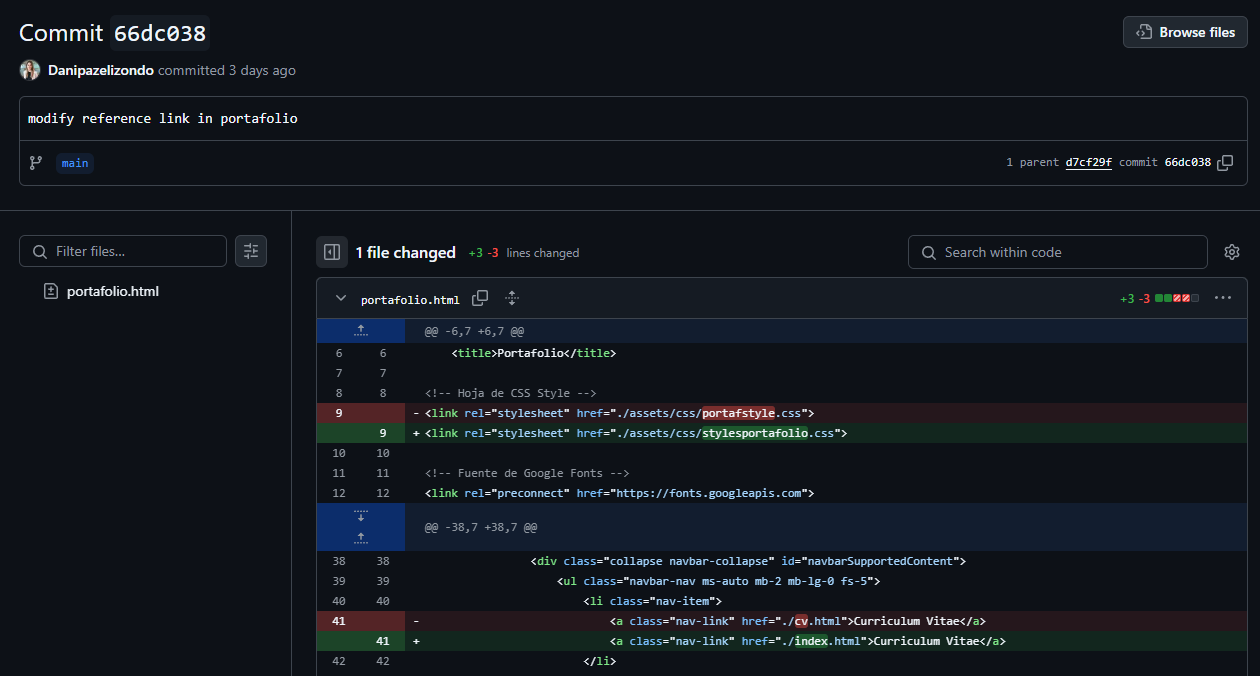 Commit 66dc038
Browse files
Danipazelizondo committed 3 days ago
modify reference link in portafolio
main
1 parent d7cf29f commit 66dc038
Filter files...
1 file changed +3 -3 lines changed
Search within code
portafolio.html
portafolio.html
+3 -3
@@ -6,7 +6,7 @@
6 6 <title>Portafolio</title>
7 7
8 8 <!-- Hoja de CSS Style -->
9 - <link rel="stylesheet" href="./assets/css/portafstyle.css">
9 + <link rel="stylesheet" href="./assets/css/stylesportafolio.css">
10 10
11 11 <!-- Fuente de Google Fonts -->
12 12 <link rel="preconnect" href="https://fonts.googleapis.com">
@@ -38,7 +38,7 @@
38 38 <div class="collapse navbar-collapse" id="navbarSupportedContent">
39 39 <ul class="navbar-nav ms-auto mb-2 mb-lg-0 fs-5">
40 40 <li class="nav-item">
41 - <a class="nav-link" href="./cv.html">Curriculum Vitae</a>
41 + <a class="nav-link" href="./index.html">Curriculum Vitae</a>
42 42 </li>